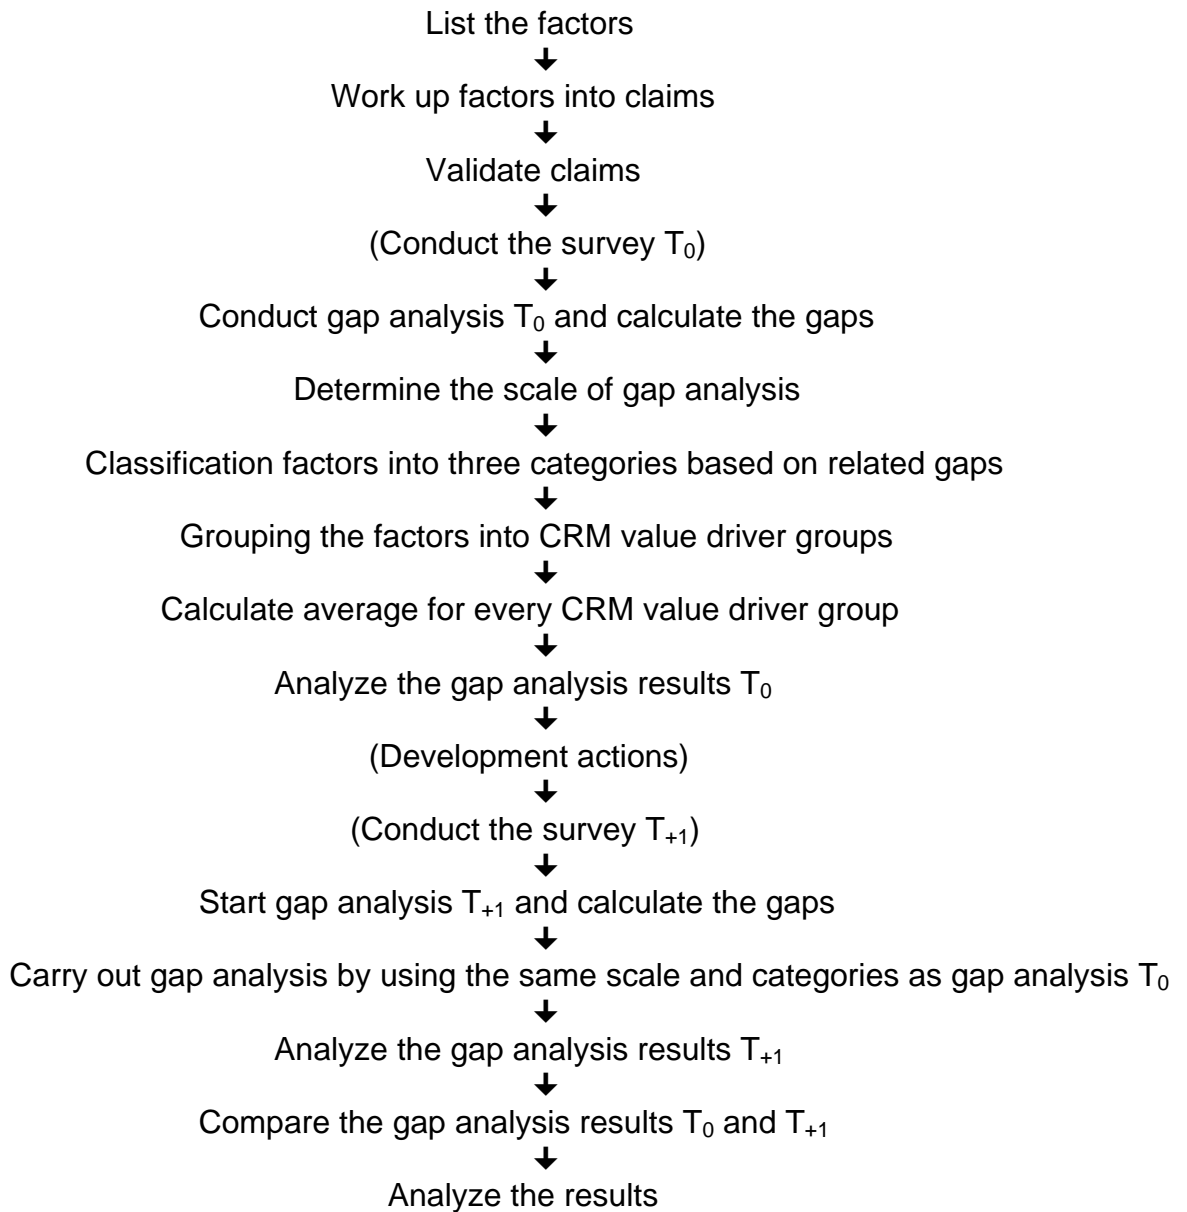 List the factors
Work up factors into claims
Validate claims
(Conduct the survey T₀)
Conduct gap analysis T₀ and calculate the gaps
Determine the scale of gap analysis
Classification factors into three categories based on related gaps
Grouping the factors into CRM value driver groups
Calculate average for every CRM value driver group
Analyze the gap analysis results T₀
(Development actions)
(Conduct the survey T₊₁)
Start gap analysis T₊₁ and calculate the gaps
Carry out gap analysis by using the same scale and categories as gap analysis T₀
Analyze the gap analysis results T₊₁
Compare the gap analysis results T₀ and T₊₁
Analyze the results